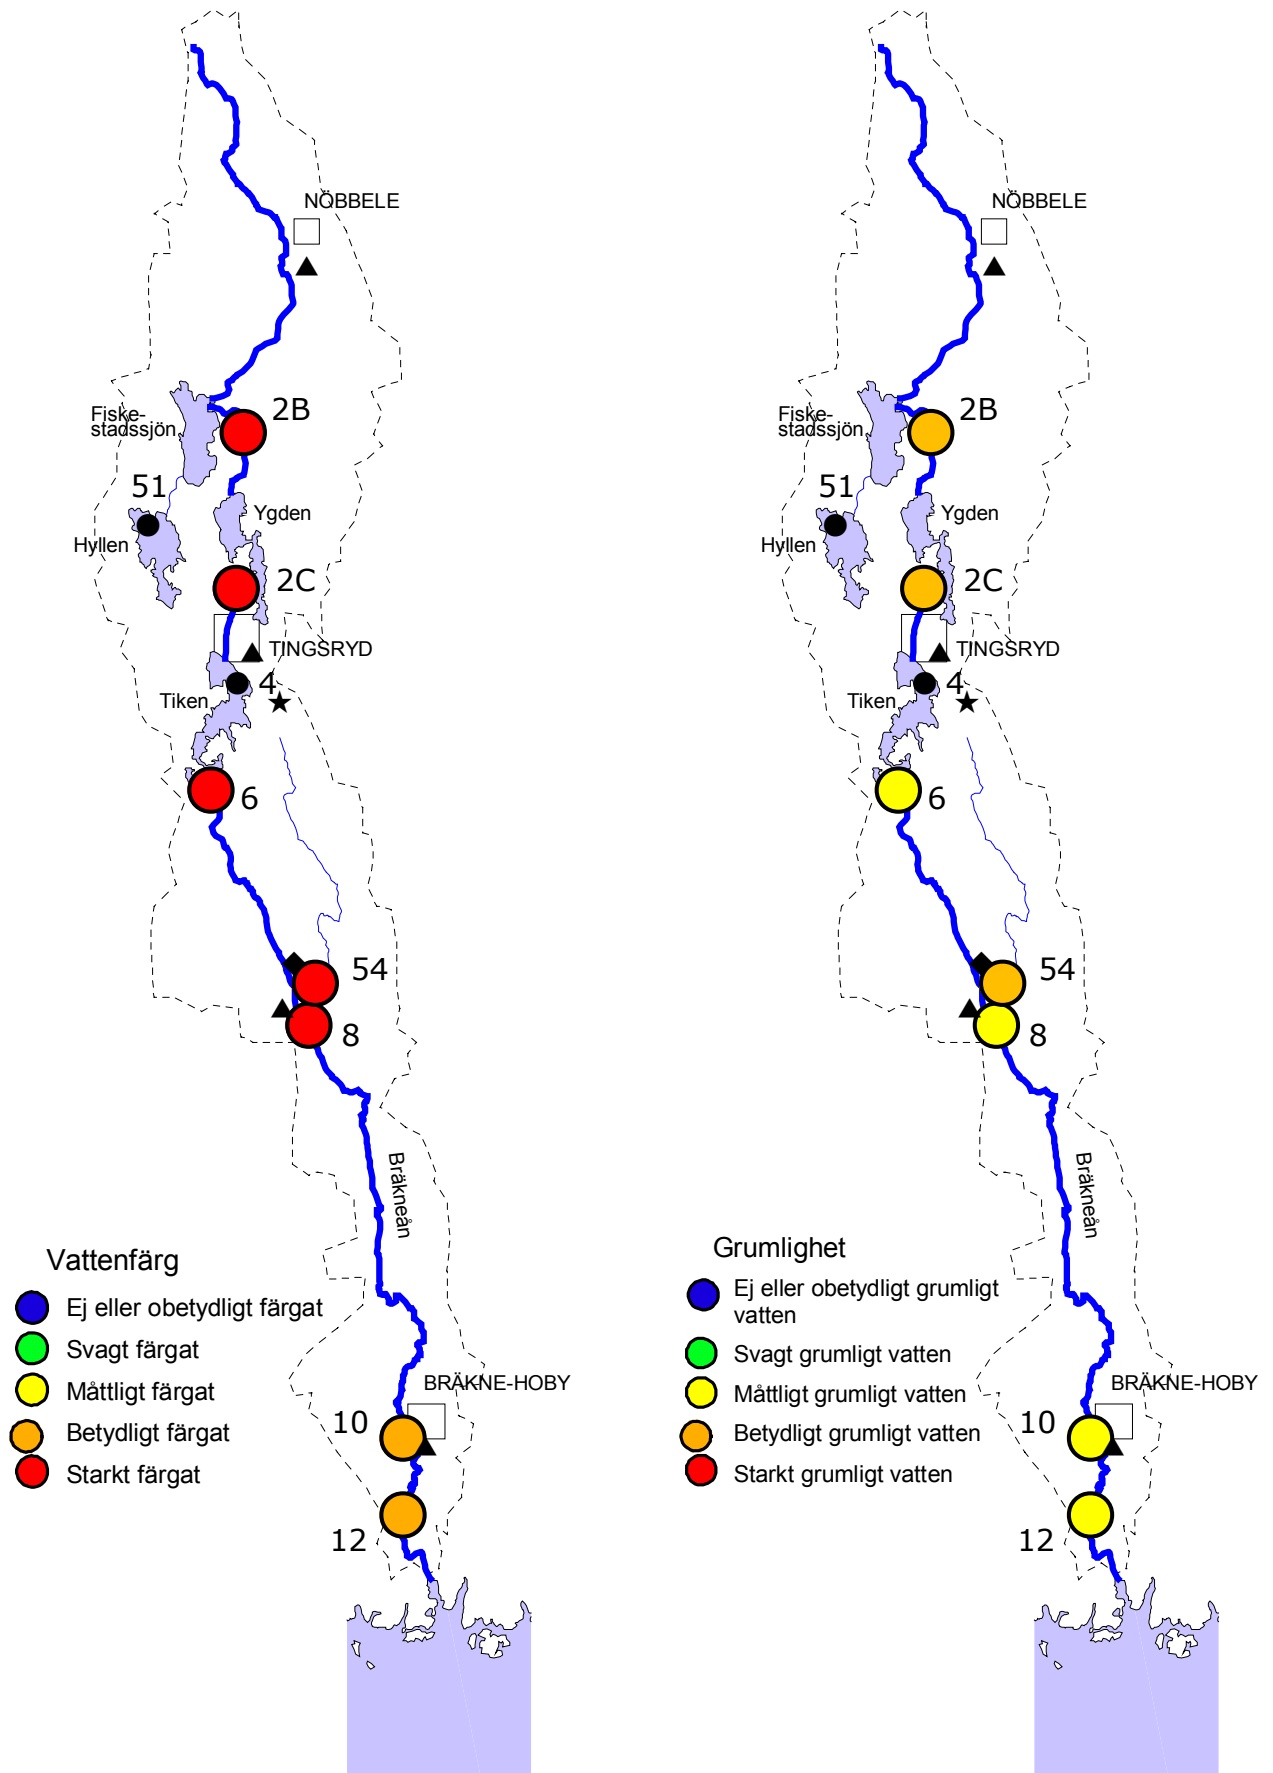 NÖBBELE
Fiske-
stadssjön
2B
51
Ygden
Hyllen
2C
TINGSRYD
4
Tiken
6
54
8
Bräkneån
Vattenfärg
Ej eller obetydligt färgat
Svagt färgat
Måttligt färgat
Betydligt färgat
Starkt färgat
BRÄKNE-HOBY
10
12
NÖBBELE
Fiske-
stadssjön
2B
51
Ygden
Hyllen
2C
TINGSRYD
4
Tiken
6
54
8
Bräkneån
Grumlighet
Ej eller obetydligt grumligt
vatten
Svagt grumligt vatten
Måttligt grumligt vatten
Betydligt grumligt vatten
Starkt grumligt vatten
BRÄKNE-HOBY
10
12